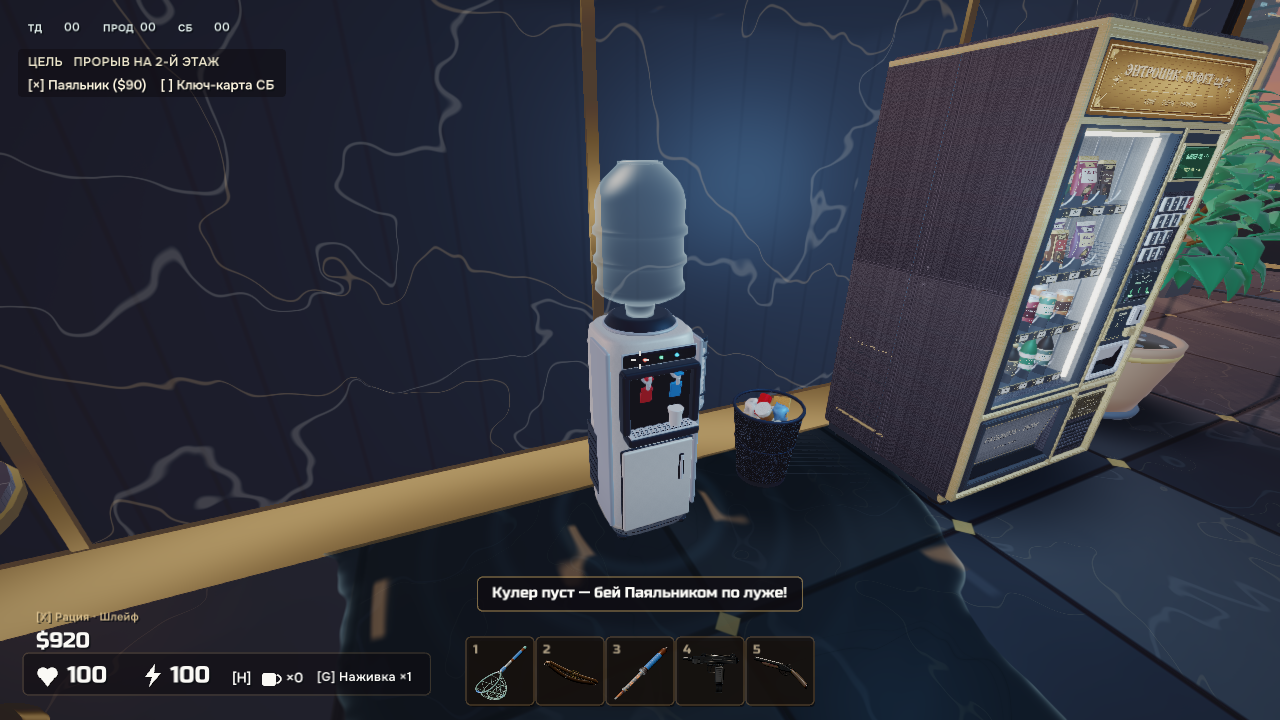 ТД 00 ПРОД 00 СБ 00
ЦЕЛЬ ПРОРЫВ НА 2-Й ЭТАЖ
[×] Паяльник ($90) [ ] Ключ-карта СБ
Кулер пуст — бей Паяльником по луже!
[X] Рация · Шлейф
$920
100 100 [H] ×0 [G] Наживка ×1
1 2 3 4 5